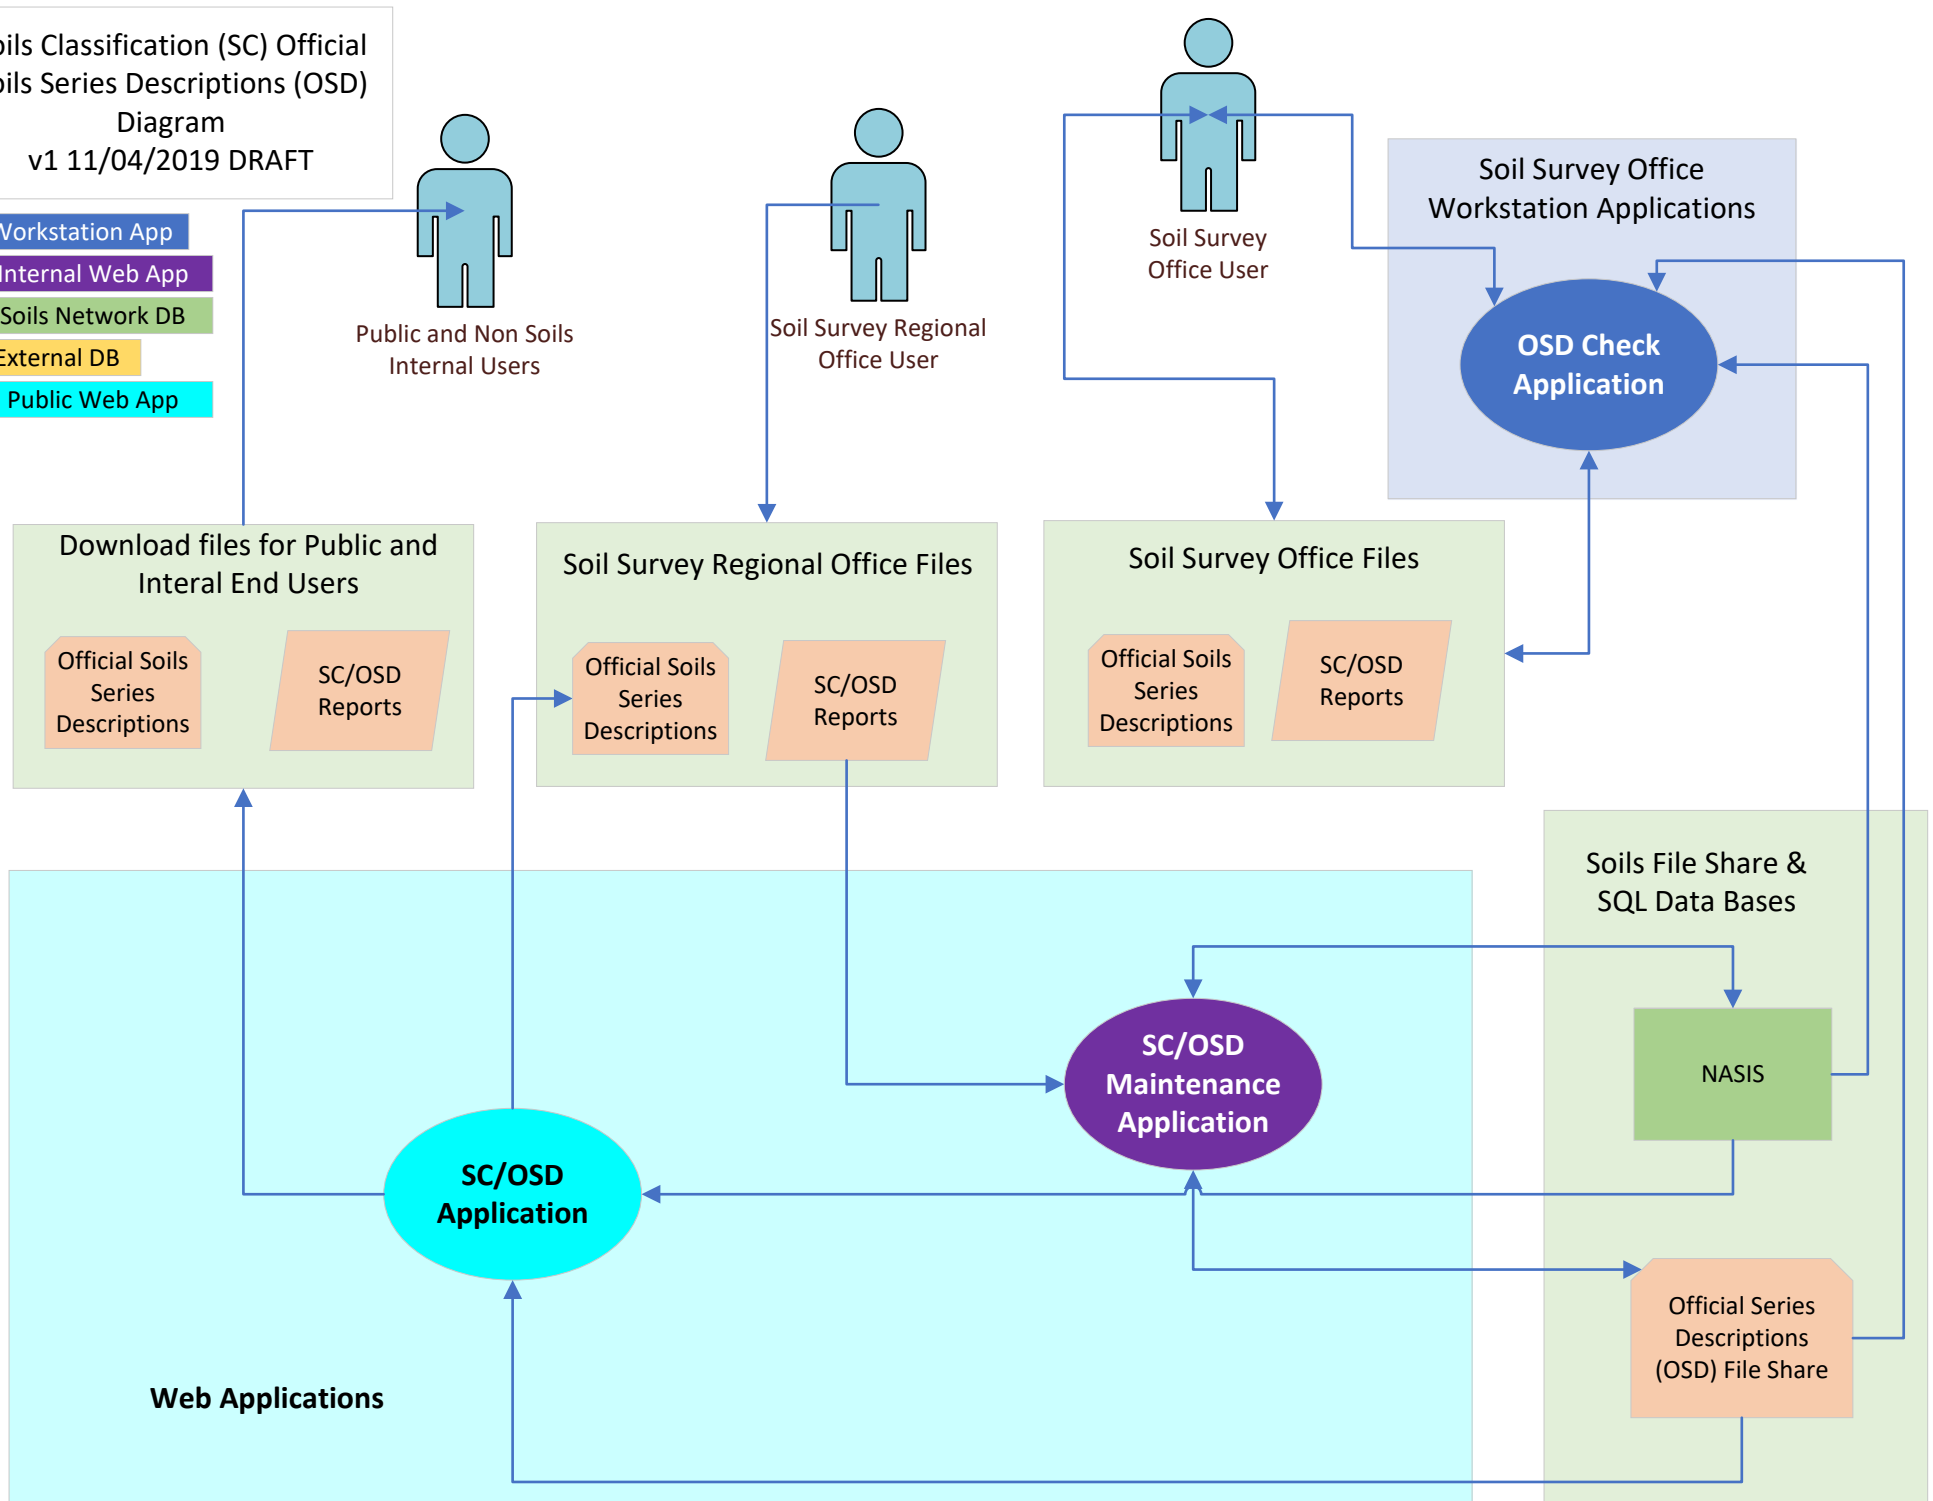 oils Classification (SC) Official
oils Series Descriptions (OSD)
Diagram
v1 11/04/2019 DRAFT
Workstation App
Internal Web App
Soils Network DB
External DB
Public Web App
Public and Non Soils
Internal Users
Soil Survey Regional
Office User
Soil Survey
Office User
Soil Survey Office
Workstation Applications
OSD Check
Application
Download files for Public and
Interal End Users
Official Soils
Series
Descriptions
SC/OSD
Reports
Soil Survey Regional Office Files
Official Soils
Series
Descriptions
SC/OSD
Reports
Soil Survey Office Files
Official Soils
Series
Descriptions
SC/OSD
Reports
Soils File Share &
SQL Data Bases
NASIS
Official Series
Descriptions
(OSD) File Share
SC/OSD
Maintenance
Application
SC/OSD
Application
Web Applications